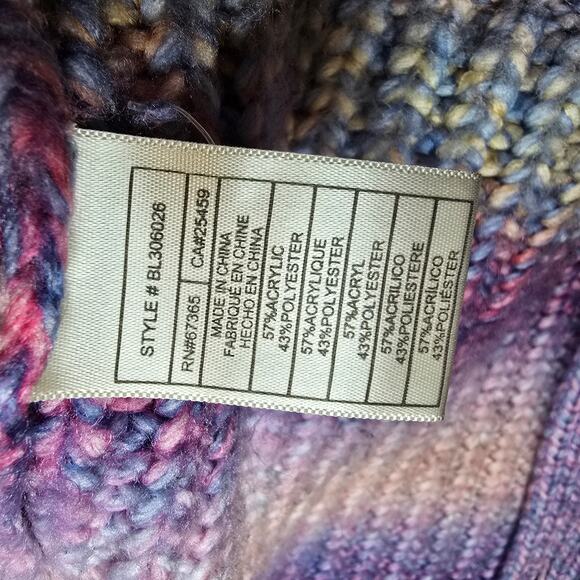 STYLE # BL306026
RN#67365 CA#25459
MADE IN CHINA
FABRIQUÉ EN CHINE
HECHO EN CHINA
57%ACRYLIC
43%POLYESTER
57%ACRYLIQUE
43%POLYESTER
57%ACRYL
43%POLYESTER
57%ACRILICO
43%POLIESTERE
57%ACRÍLICO
43%POLIÉSTER